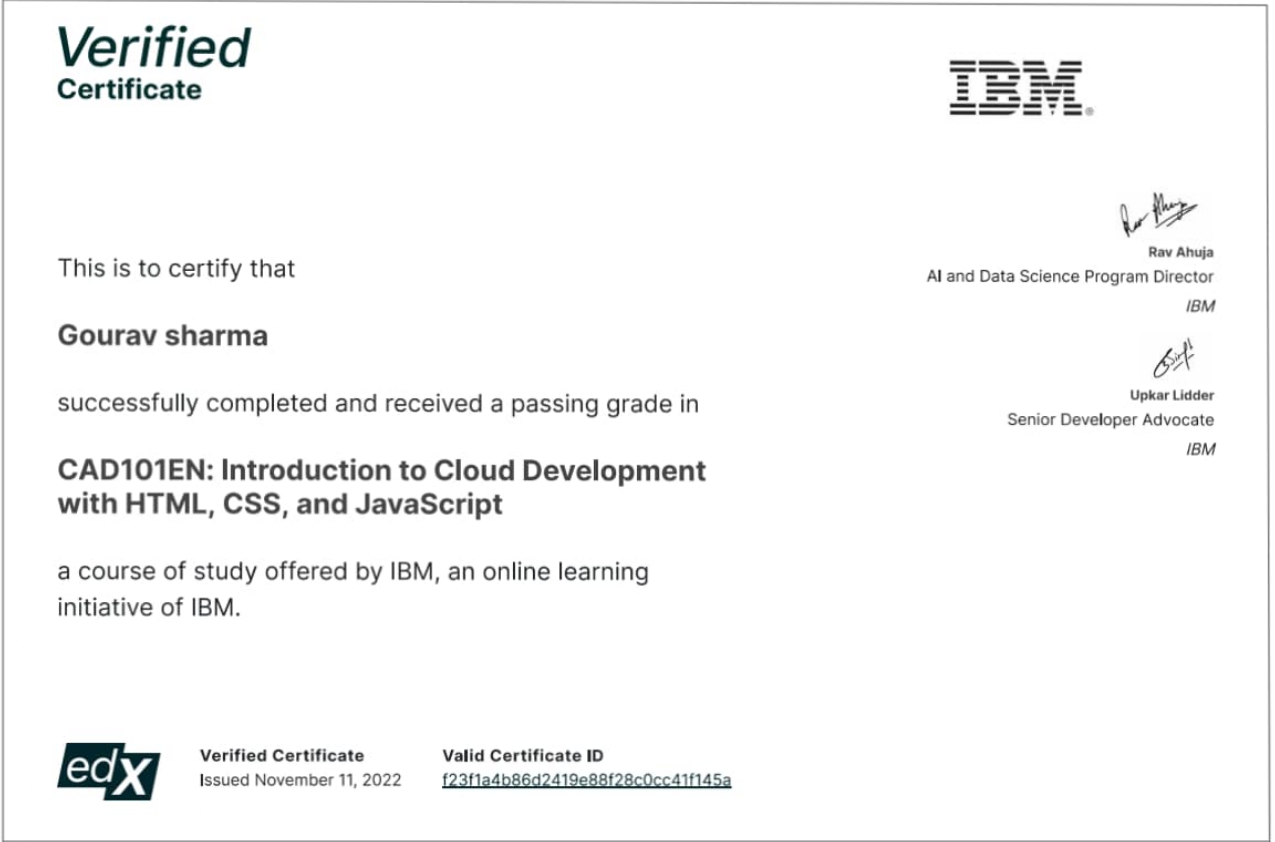 Verified
Certificate
IBM
This is to certify that
Gourav sharma
successfully completed and received a passing grade in
CAD101EN: Introduction to Cloud Development
with HTML, CSS, and JavaScript
a course of study offered by IBM, an online learning
initiative of IBM.
Rav Ahuja
AI and Data Science Program Director
IBM
Upkar Lidder
Senior Developer Advocate
IBM
edX
Verified Certificate
Issued November 11, 2022
Valid Certificate ID
f23f1a4b86d2419e88f28c0cc41f145a